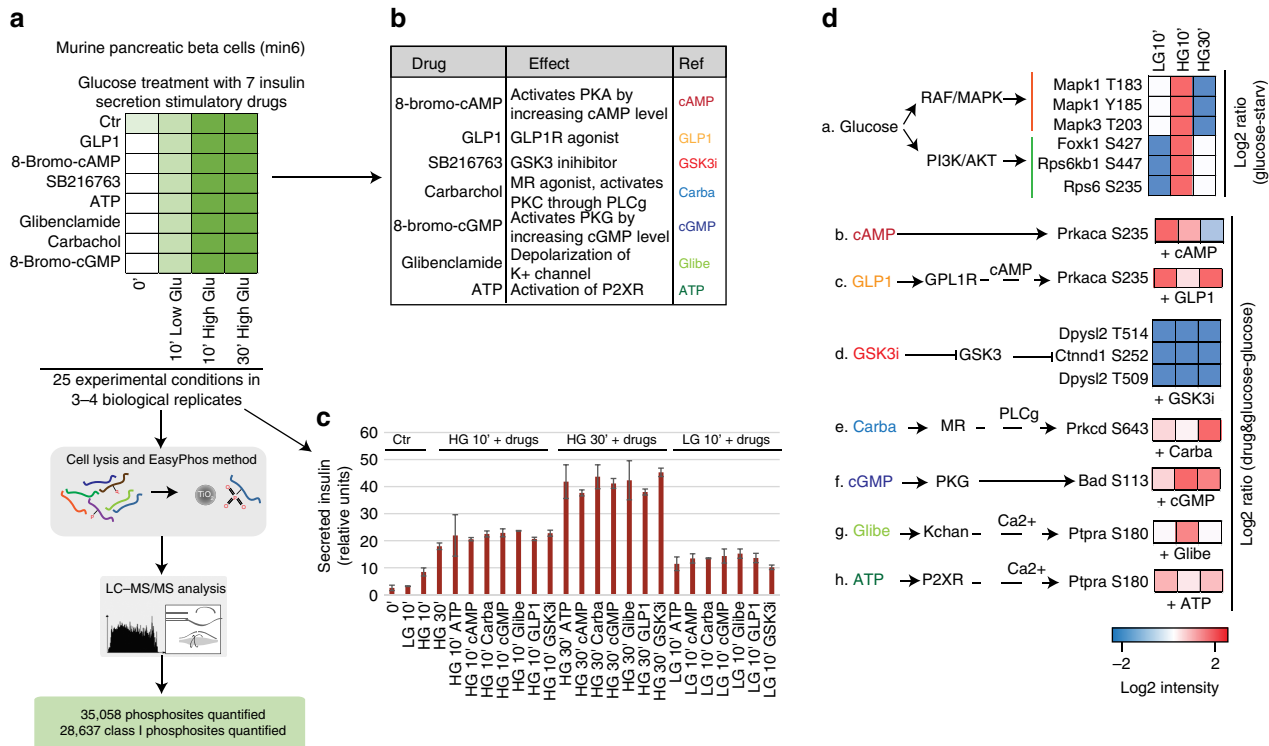 a
Murine pancreatic beta cells (min6)
Glucose treatment with 7 insulin
secretion stimulatory drugs
Ctr
GLP1
8-Bromo-cAMP
SB216763
ATP
Glibenclamide
Carbachol
8-Bromo-cGMP
0'
10' Low Glu
10' High Glu
30' High Glu
25 experimental conditions in
3–4 biological replicates
Cell lysis and EasyPhos method
TiO2
LC–MS/MS analysis
35,058 phosphosites quantified
28,637 class I phosphosites quantified
b
Drug Effect Ref
8-bromo-cAMP Activates PKA by
increasing cAMP level cAMP
GLP1 GLP1R agonist GLP1
SB216763 GSK3 inihibitor GSK3i
Carbarchol MR agonist, activates
PKC through PLCg Carba
8-bromo-cGMP Activates PKG by
increasing cGMP level cGMP
Glibenclamide Depolarization of
K+ channel Glibe
ATP Activation of P2XR ATP
c
Secreted insulin
(relative units)
60
50
40
30
20
10
0
Ctr
HG 10' + drugs
HG 30' + drugs
LG 10' + drugs
0'
LG 10'
HG 10'
HG 30'
HG 10' ATP
HG 10' cAMP
HG 10' Carba
HG 10' cGMP
HG 10' Glibe
HG 10' GLP1
HG 10' GSK3i
HG 30' ATP
HG 30' cAMP
HG 30' Carba
HG 30' cGMP
HG 30' Glibe
HG 30' GLP1
HG 30' GSK3i
LG 10' ATP
LG 10' cAMP
LG 10' Carba
LG 10' cGMP
LG 10' Glibe
LG 10' GLP1
LG 10' GSK3i
d
LG10'
HG10'
HG30'
a. Glucose
RAF/MAPK
PI3K/AKT
Mapk1 T183
Mapk1 Y185
Mapk3 T203
Foxk1 S427
Rps6kb1 S447
Rps6 S235
Log2 ratio
(glucose-starv)
b. cAMP Prkaca S235
+ cAMP
c. GLP1 GPL1R cAMP Prkaca S235
+ GLP1
d. GSK3i GSK3
Dpysl2 T514
Ctnnd1 S252
Dpysl2 T509
+ GSK3i
e. Carba MR PLCg Prkcd S643
+ Carba
f. cGMP PKG Bad S113
+ cGMP
g. Glibe Kchan Ca2+ Ptpra S180
+ Glibe
h. ATP P2XR Ca2+ Ptpra S180
+ ATP
Log2 ratio (drug&glucose-glucose)
–2 2
Log2 intensity